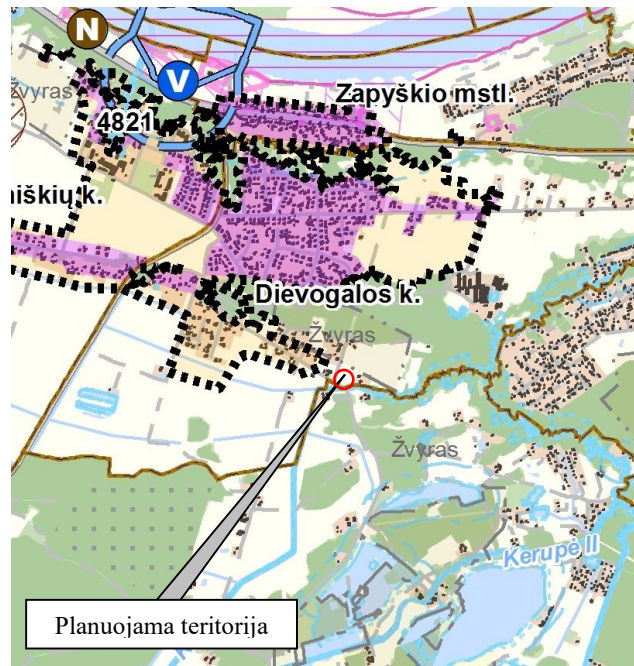 N
V
žvyras
4821
Zapyškio mstl.
niškių k.
Dievogalos k.
Žvyras
Žvyras
Kerupė II
Planuojama teritorija